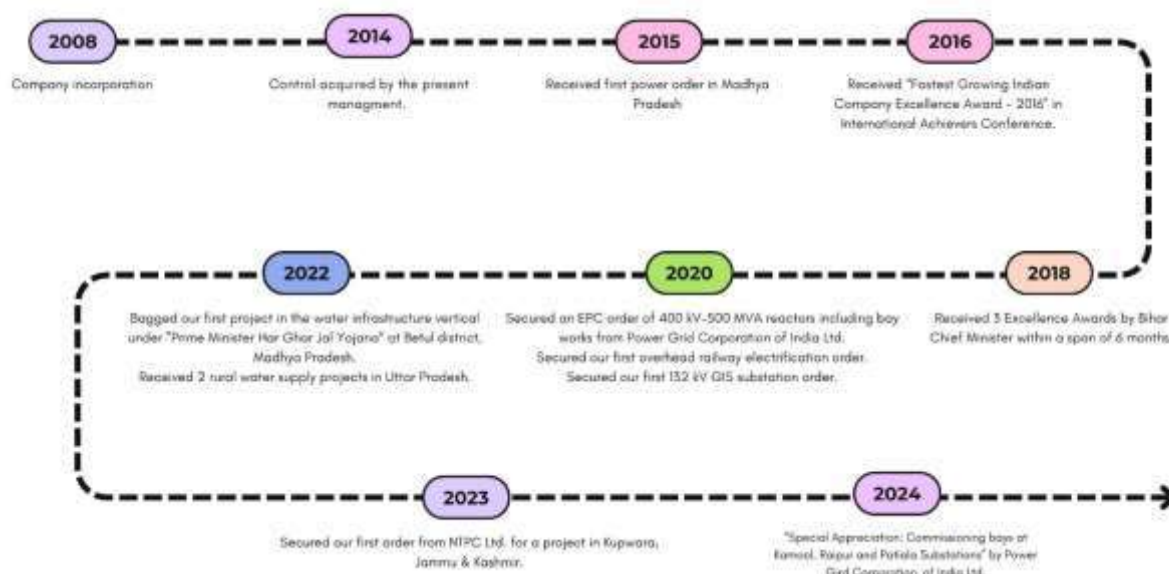 2008
Company incorporation
2014
Control acquired by the present
managment.
2015
Received first power order in Madhya
Pradesh
2016
Received "Fastest Growing Indian
Company Excellence Award - 2016" in
International Achievers Conference.
2018
Received 3 Excellence Awards by Bihar
Chief Minister within a span of 6 months
2020
Secured an EPC order of 400 kV-500 MVA reactors including bay
works from Power Grid Corporation of India Ltd.
Secured our first overhead railway electrification order.
Secured our first 132 kV GIS substation order.
2022
Bagged our first project in the water infrastructure vertical
under "Prime Minister Har Ghar Jal Yojana" at Betul district,
Madhya Pradesh.
Received 2 rural water supply projects in Uttar Pradesh.
2023
Secured our first order from NTPC Ltd. for a project in Kupwara,
Jammu & Kashmir.
2024
"Special Appreciation: Commissioning bays at
Raipur and Patiala Substations" by Power
Gird Corporation of India Ltd.